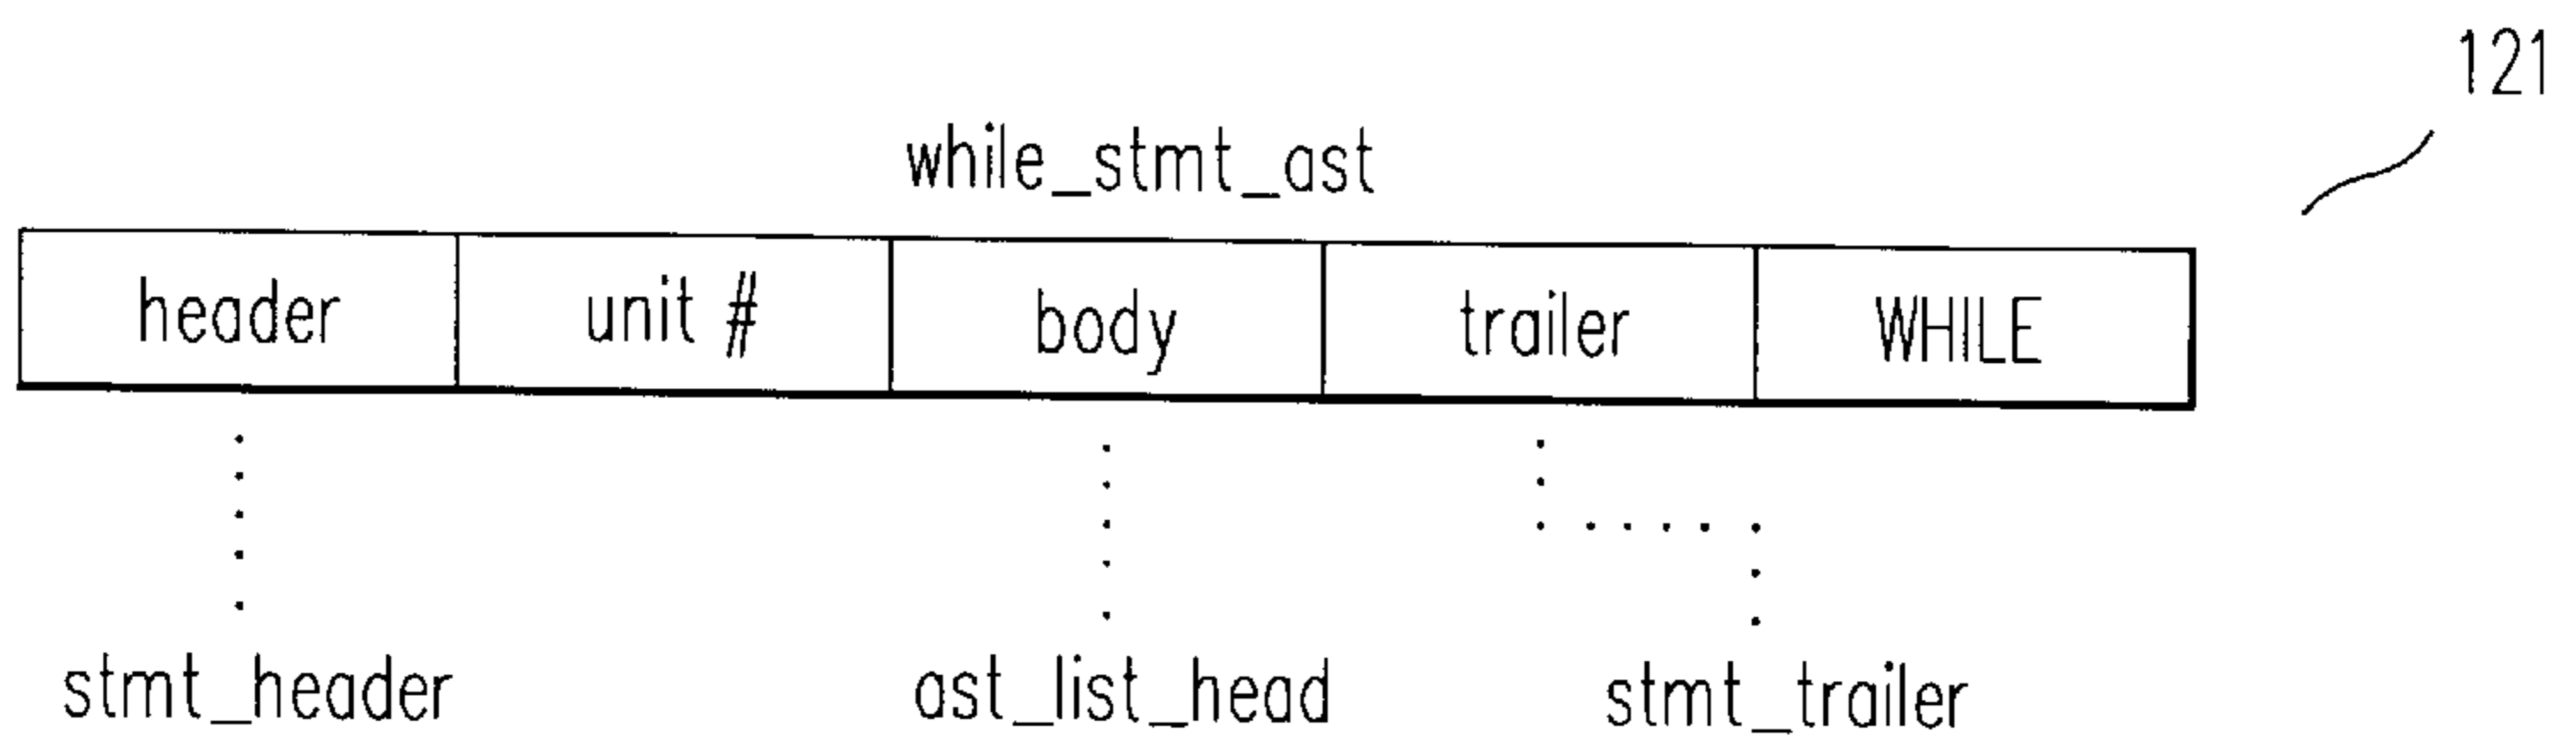 121
while_stmt_ast
header unit # body trailer WHILE
stmt_header ast_list_head stmt_trailer